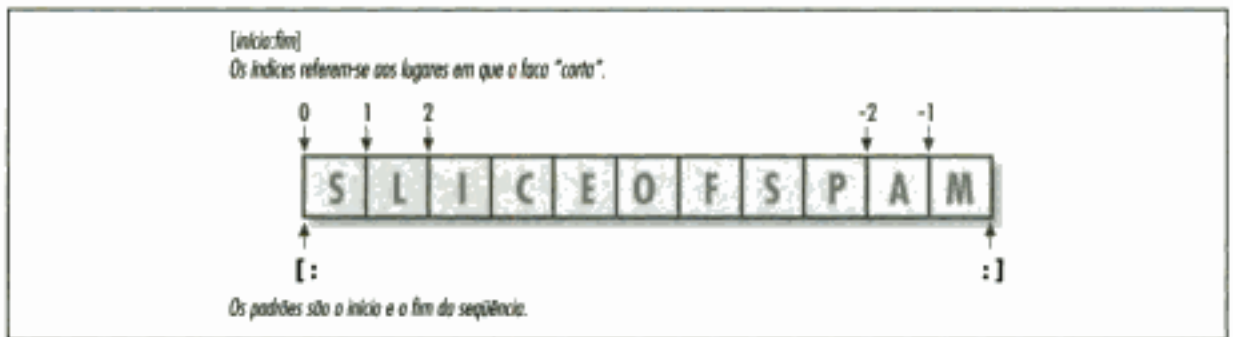 [início:fim]
Os índices referem-se aos lugares em que a faca "corta".
0 1 2 -2 -1
S L I C E O F S P A M
[: :]
Os padrões são o início e o fim da seqüência.